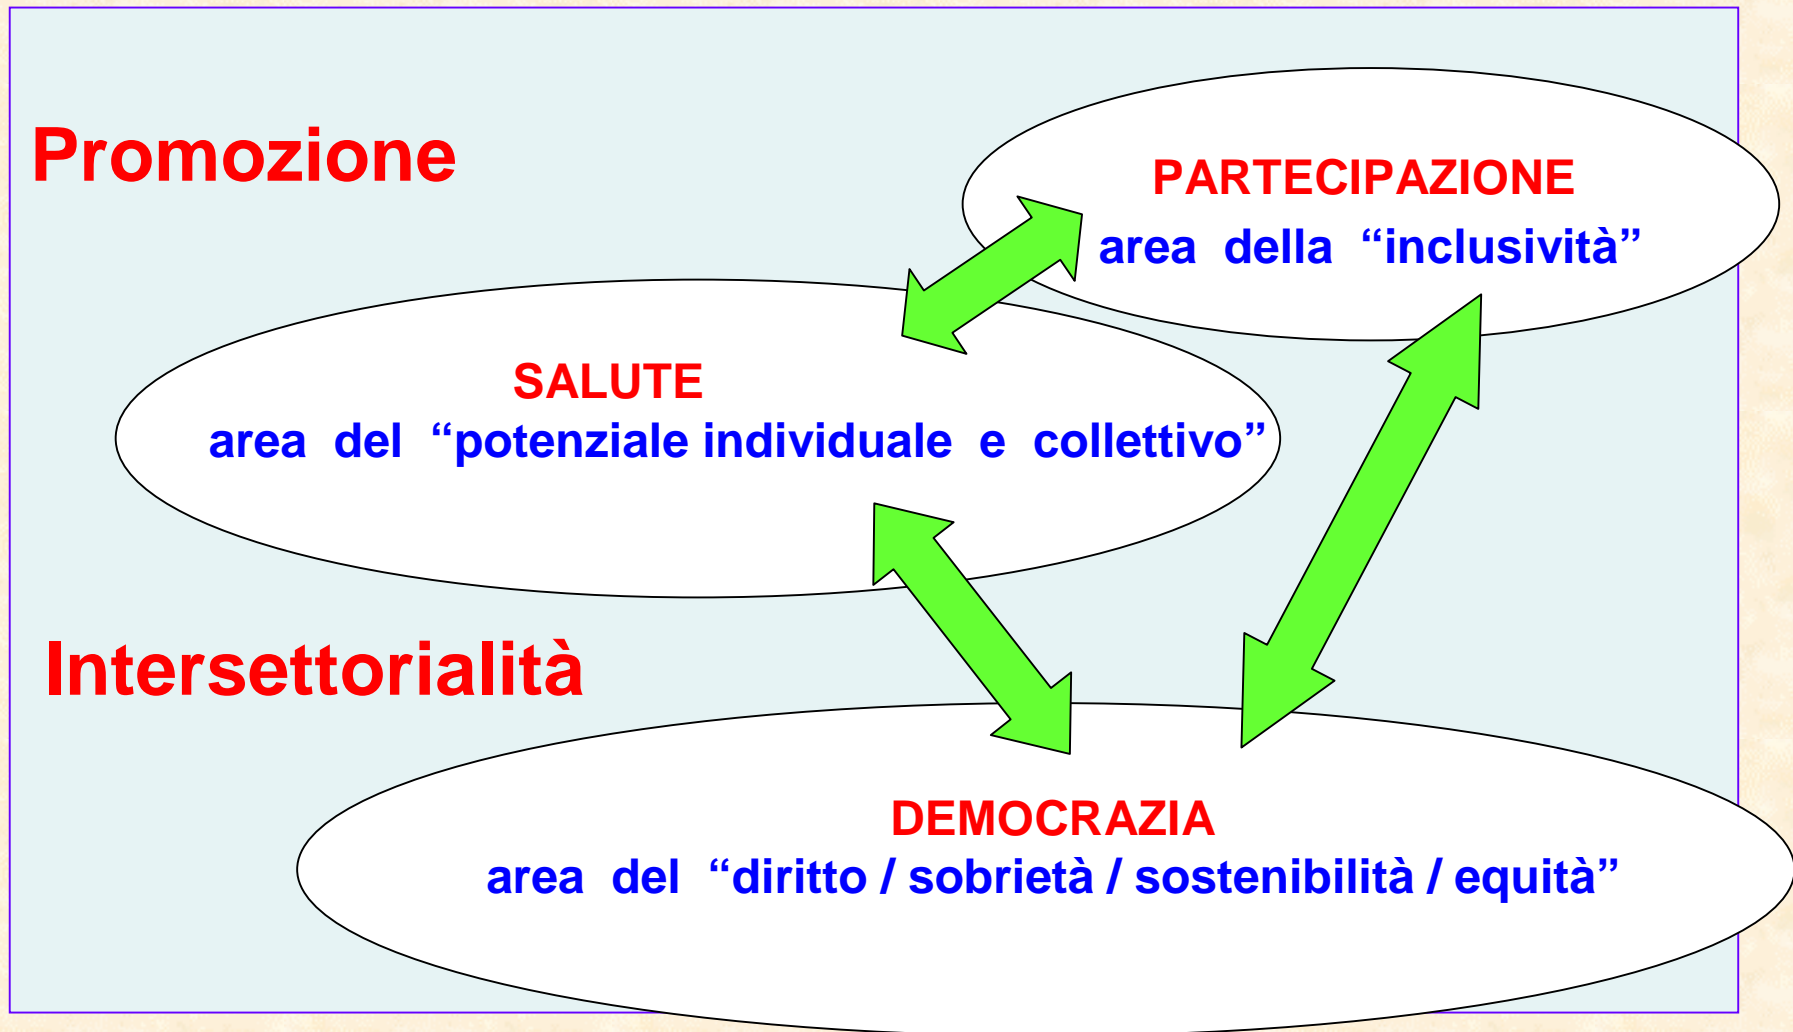 Promozione
PARTECIPAZIONE
area della “inclusività”
SALUTE
area del “potenziale individuale e collettivo”
Intersettorialità
DEMOCRAZIA
area del “diritto / sobrietà / sostenibilità / equità”